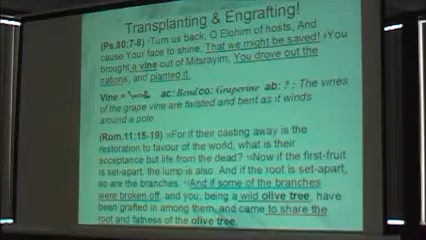 Transplanting & Engrafting!
(Ps.80:7-8) 7Turn us back, O Elohim of hosts, And
cause Your face to shine, That we might be saved! 8You
brought a vine out of Mitsrayim; You drove out the
nations, and planted it.
Vine = ac: Bend co: Grapevine ab: ? : The vines
of the grape vine are twisted and bent as it winds
around a pole.
(Rom.11:15-19) 15For if their casting away is the
restoration to favour of the world, what is their
acceptance but life from the dead? 16Now if the first-fruit
is set-apart, the lump is also. And if the root is set-apart,
so are the branches. 17And if some of the branches
were broken off, and you, being a wild olive tree, have
been grafted in among them, and came to share the
root and fatness of the olive tree,